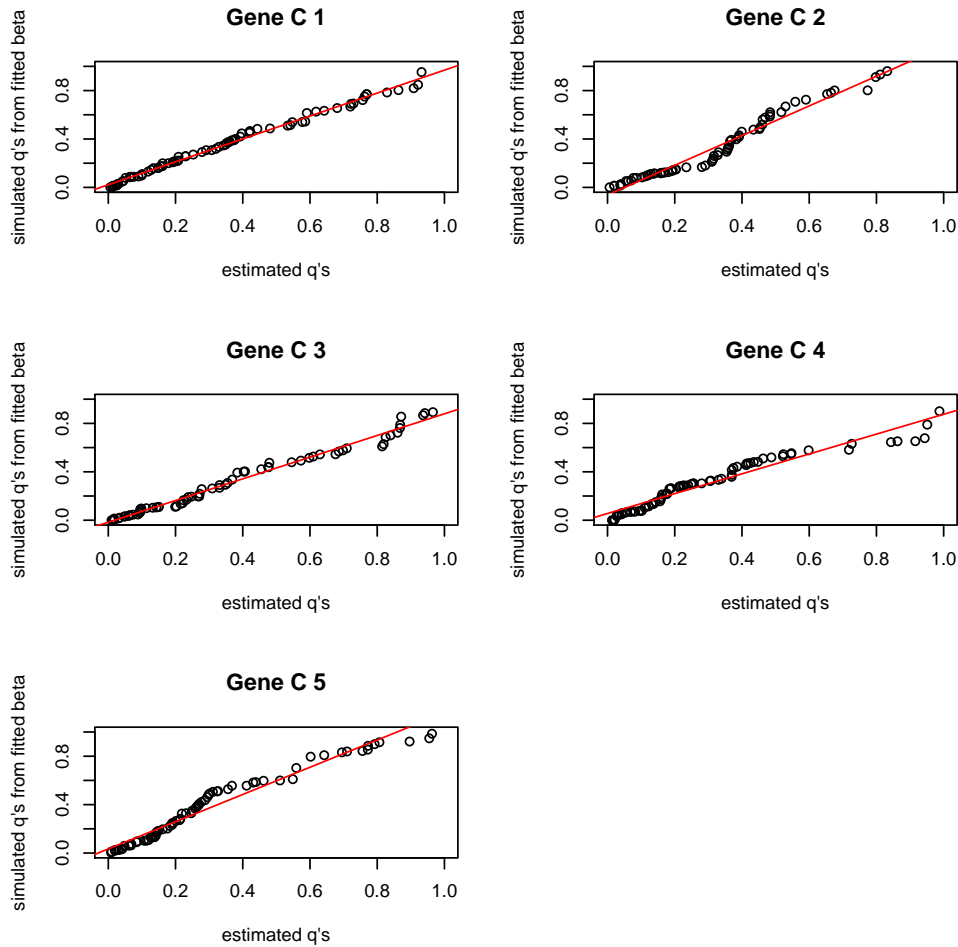 Gene C 1
simulated q's from fitted beta
0.0 0.4 0.8
0.0 0.2 0.4 0.6 0.8 1.0
estimated q's
Gene C 2
simulated q's from fitted beta
0.0 0.4 0.8
0.0 0.2 0.4 0.6 0.8 1.0
estimated q's
Gene C 3
simulated q's from fitted beta
0.0 0.4 0.8
0.0 0.2 0.4 0.6 0.8 1.0
estimated q's
Gene C 4
simulated q's from fitted beta
0.0 0.4 0.8
0.0 0.2 0.4 0.6 0.8 1.0
estimated q's
Gene C 5
simulated q's from fitted beta
0.0 0.4 0.8
0.0 0.2 0.4 0.6 0.8 1.0
estimated q's